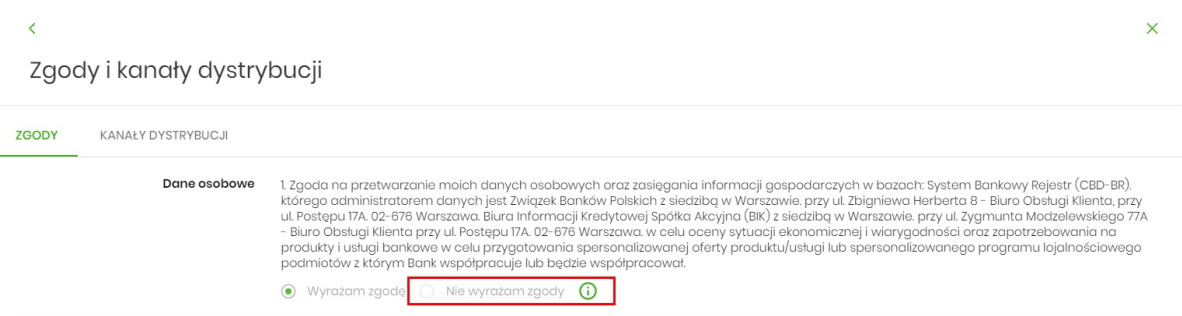 Zgody i kanały dystrybucji
ZGODY KANAŁY DYSTRYBUCJI
Dane osobowe 1. Zgoda na przetwarzanie moich danych osobowych oraz zasięgania informacji gospodarczych w bazach: System Bankowy Rejestr (CBD-BR).
którego administratorem danych jest Związek Banków Polskich z siedzibą w Warszawie. przy ul. Zbigniewa Herberta 8 - Biuro Obsługi Klienta, przy
ul. Postępu 17A. 02-676 Warszawa. Biura Informacji Kredytowej Spółka Akcyjna (BIK) z siedzibą w Warszawie. przy ul. Zygmunta Modzelewskiego 77A
- Biuro Obsługi Klienta przy ul. Postępu 17A. 02-676 Warszawa. w celu oceny sytuacji ekonomicznej i wiarygodności oraz zapotrzebowania na
produkty i usługi bankowe w celu przygotowania spersonalizowanej oferty produktu/usługi lub spersonalizowanego programu lojalnościowego
podmiotów z którym Bank współpracuje lub będzie współpracował.
Wyrażam zgodę Nie wyrażam zgody